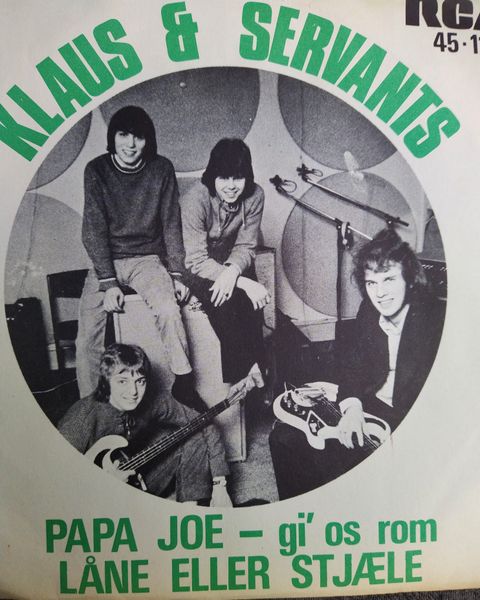 RCA
45·1
KLAUS & SERVANTS
PAPA JOE – gi' os rom
LÅNE ELLER STJÆLE